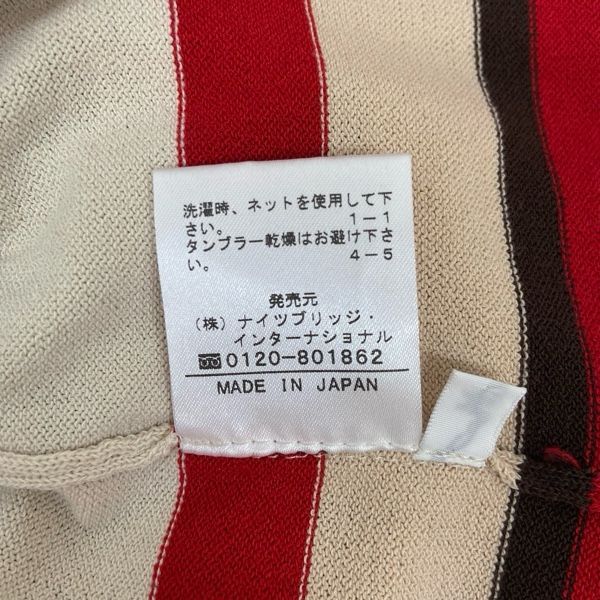 洗濯時、ネットを使用して下
さい。 1-1
タンブラー乾燥はお避け下さ
い。 4-5
発売元
(株)ナイツブリッジ・
インターナショナル
0120-801862
MADE IN JAPAN